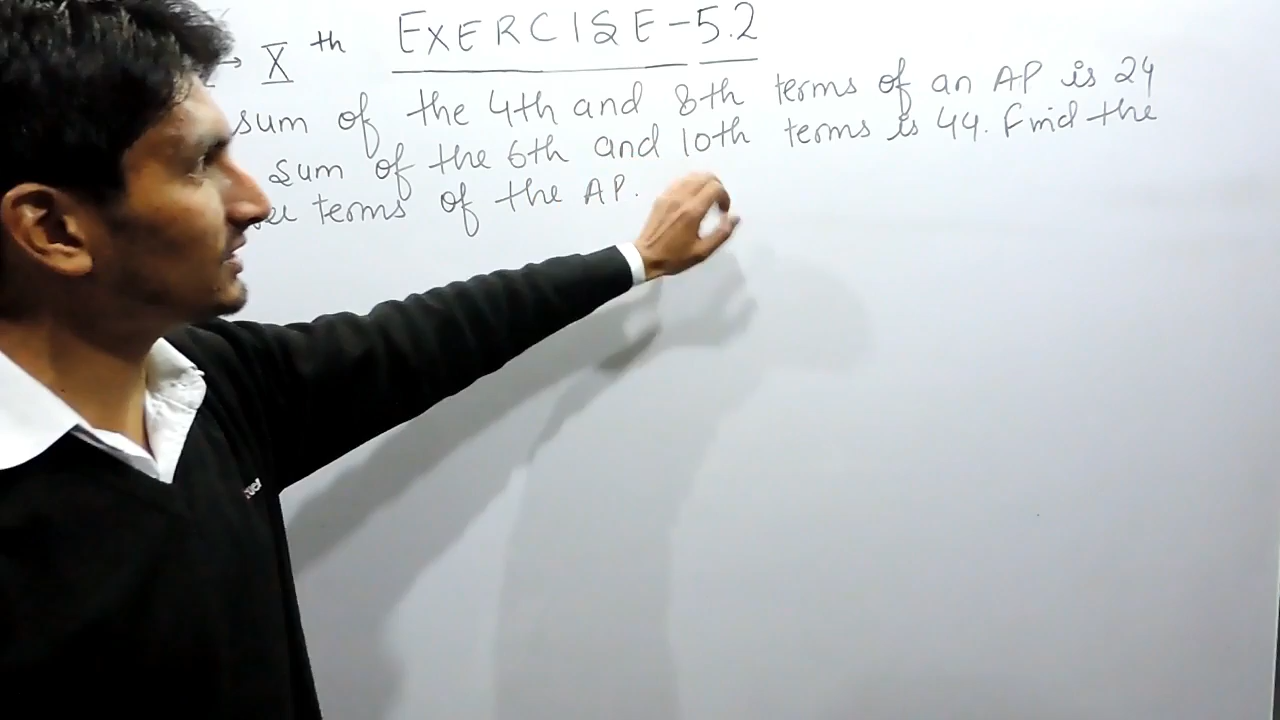 → X th EXERCISE-5.2
sum of the 4th and 8th terms of an AP is 24
sum of the 6th and 10th terms is 44. Find the
terms of the AP.